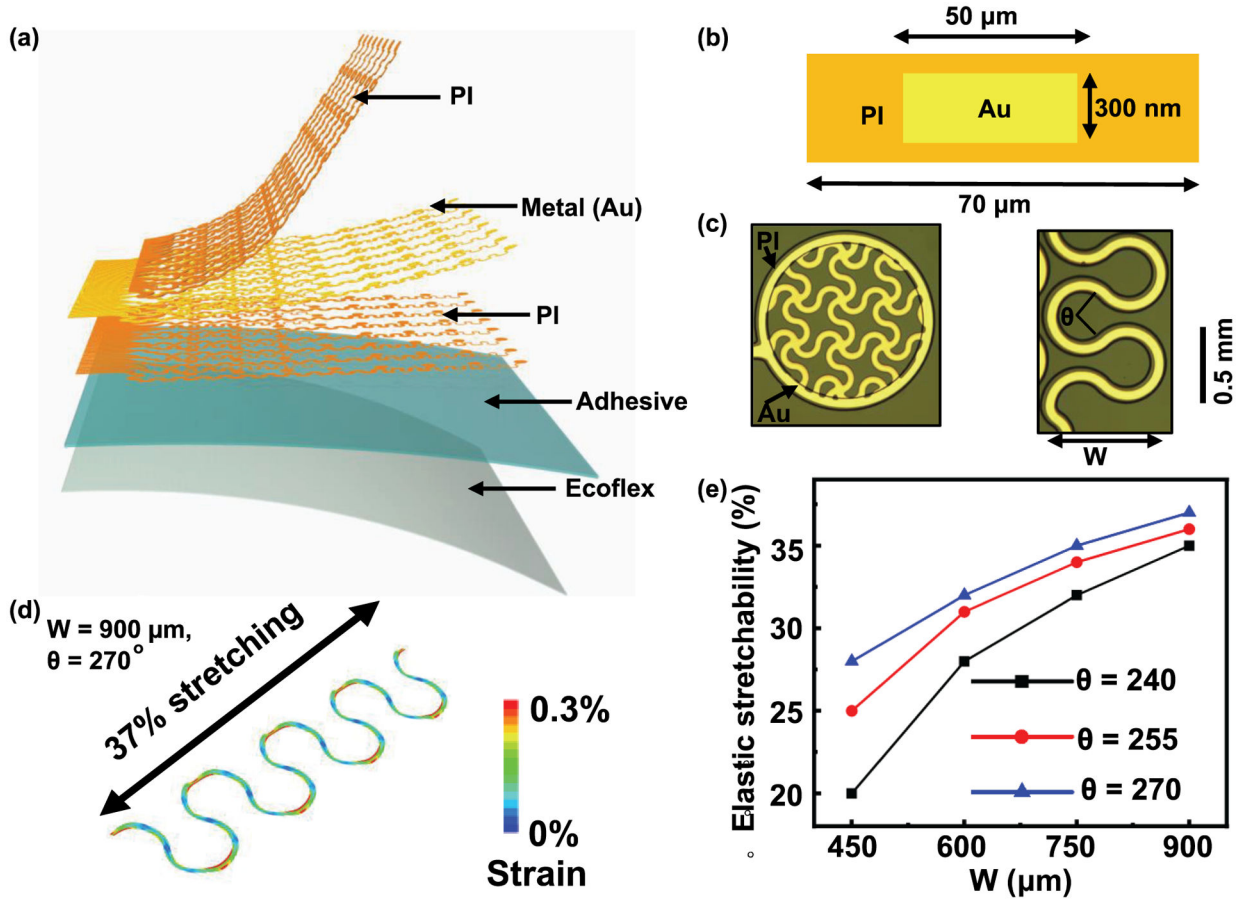 (a)
PI
Metal (Au)
PI
Adhesive
Ecoflex
(b)
50 µm
PI
Au
300 nm
70 µm
(c)
PI
θ
Au
W
0.5 mm
(d)
W = 900 µm,
θ = 270°
37% stretching
0.3%
0%
Strain
(e)
Elastic stretchability (%)
35
30
25
20
θ = 240
θ = 255
θ = 270
450
600
750
900
W (µm)